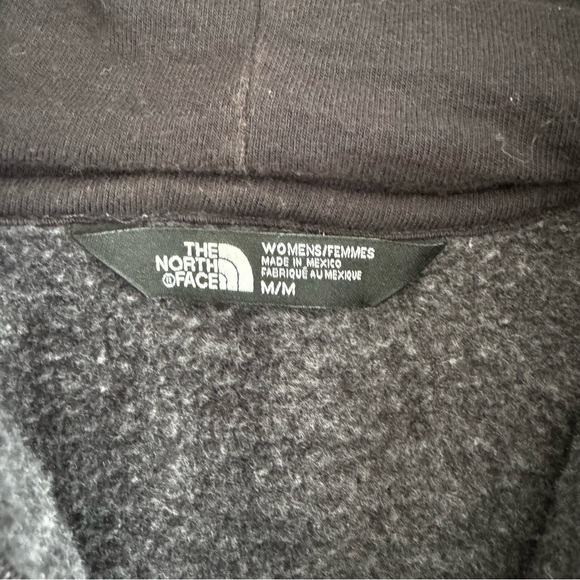 THE
NORTH
FACE
WOMENS/FEMMES
MADE IN MEXICO
FABRIQUÉ AU MEXIQUE
M/M